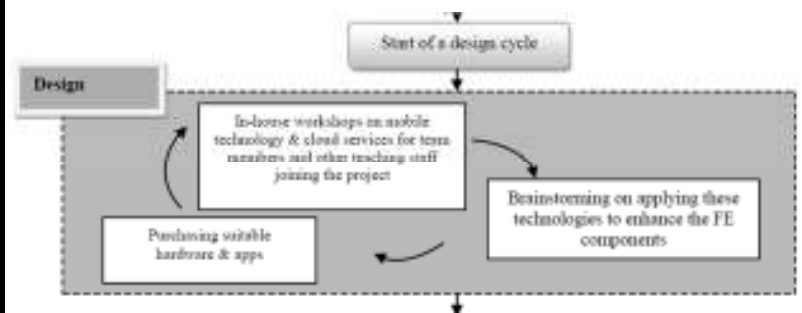 Start of a design cycle
Design
In-house workshops on mobile
technology & cloud services for team
members and other teaching staff
joining the project
Brainstorming on applying these
technologies to enhance the FE
components
Purchasing suitable
hardware & apps